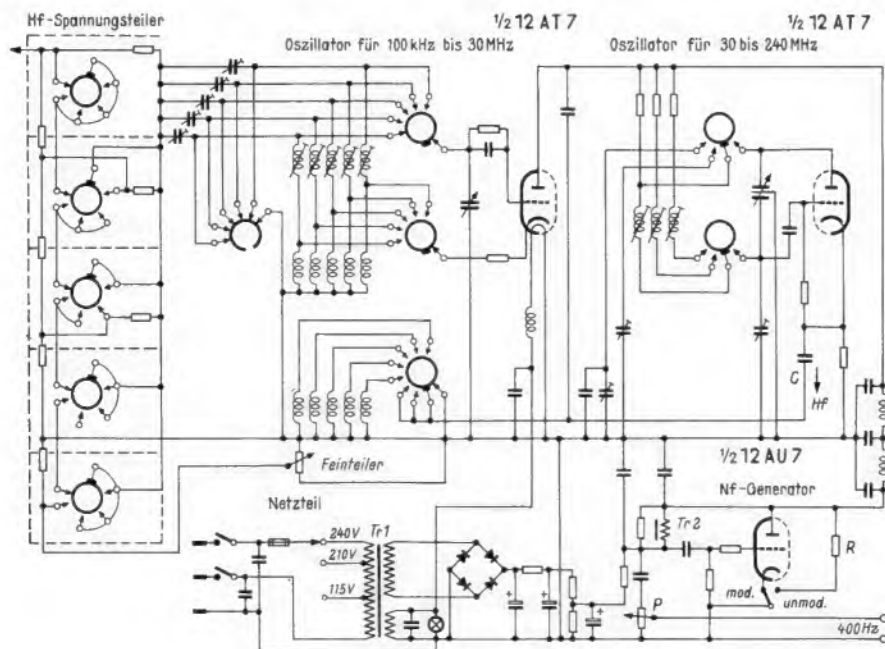 Hf-Spannungsteiler
½ 12 AT 7
Oszillator für 100 kHz bis 30 MHz
½ 12 AT 7
Oszillator für 30 bis 240 MHz
C
Hf
Feinteiler
½ 12 AU 7
Nf-Generator
Netzteil
240V
Tr1
210V
115V
Tr2
R
mod.
unmod.
P
400Hz
+
+
+